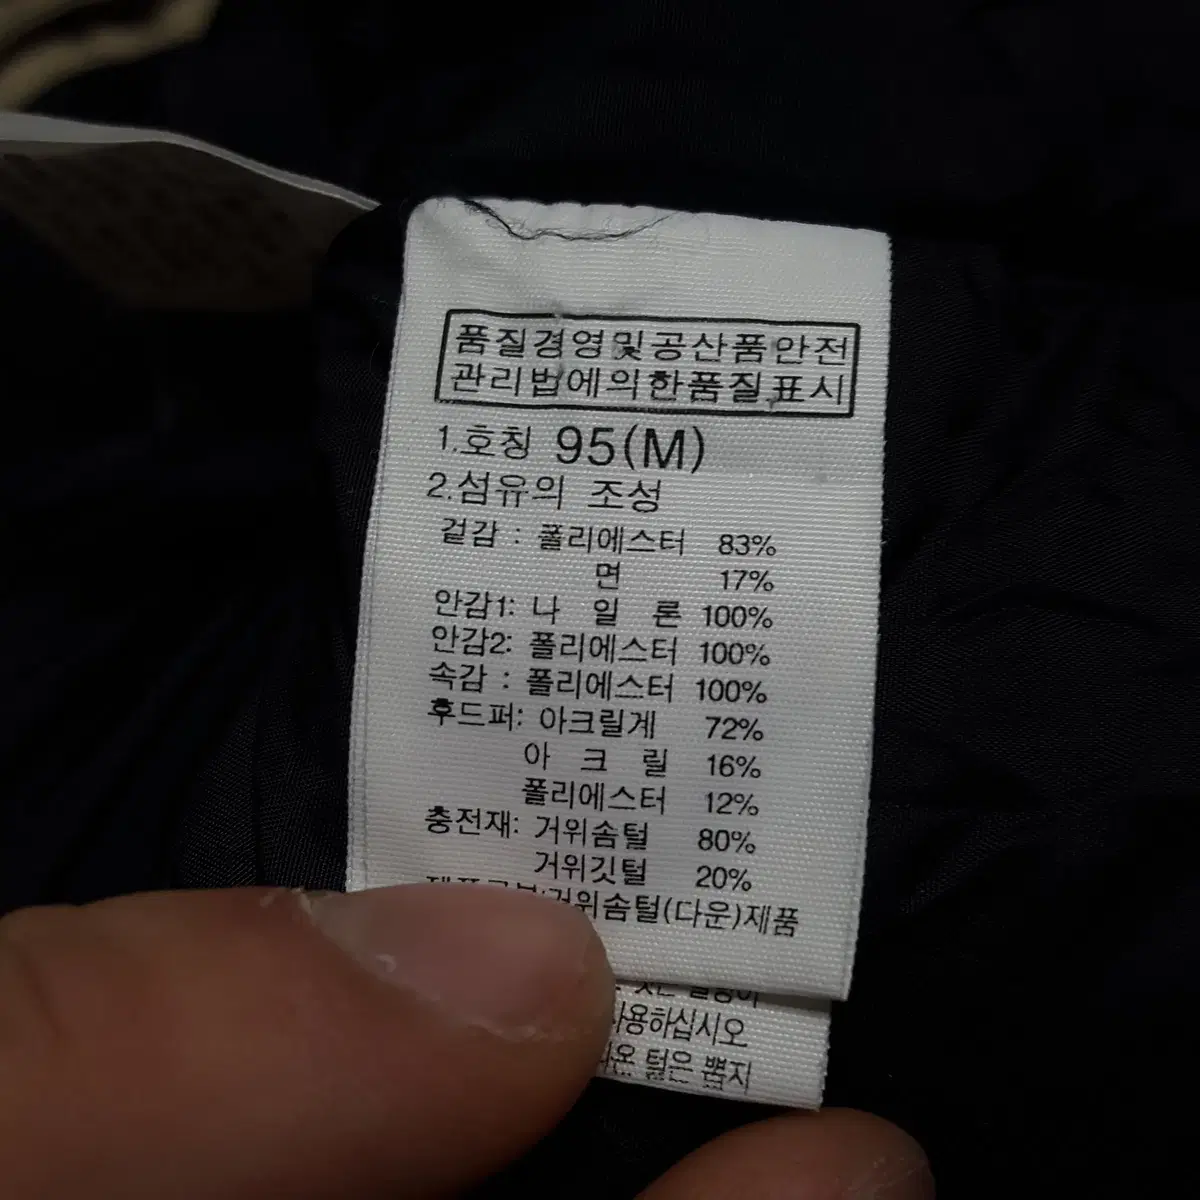 품질경영및공산품안전
관리법에의한품질표시
1.호칭 95(M)
2.섬유의 조성
겉감 : 폴리에스터 83%
면 17%
안감1: 나 일 론 100%
안감2: 폴리에스터 100%
속감 : 폴리에스터 100%
후드퍼: 아크릴계 72%
아 크 릴 16%
폴리에스터 12%
충전재: 거위솜털 80%
거위깃털 20%
거위솜털(다운)제품
사용하십시오
털은 뽑지